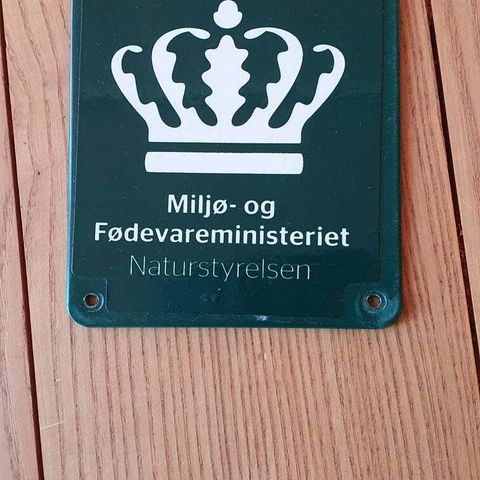 Miljø- og
Fødevareministeriet
Naturstyrelsen